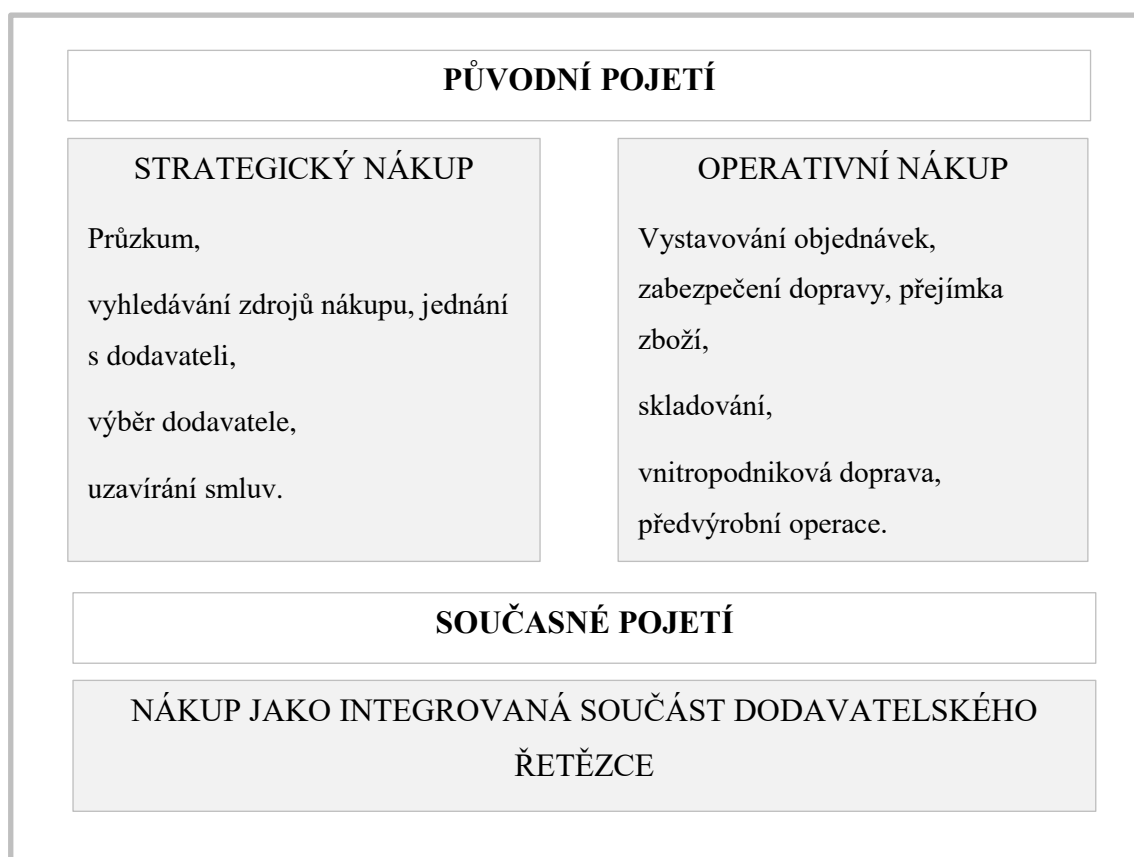 PŮVODNÍ POJETÍ
STRATEGICKÝ NÁKUP
Průzkum,
vyhledávání zdrojů nákupu, jednání
s dodavateli,
výběr dodavatele,
uzavírání smluv.
OPERATIVNÍ NÁKUP
Vystavování objednávek,
zabezpečení dopravy, přejímka
zboží,
skladování,
vnitropodniková doprava,
předvýrobní operace.
SOUČASNÉ POJETÍ
NÁKUP JAKO INTEGROVANÁ SOUČÁST DODAVATELSKÉHO
ŘETĚZCE